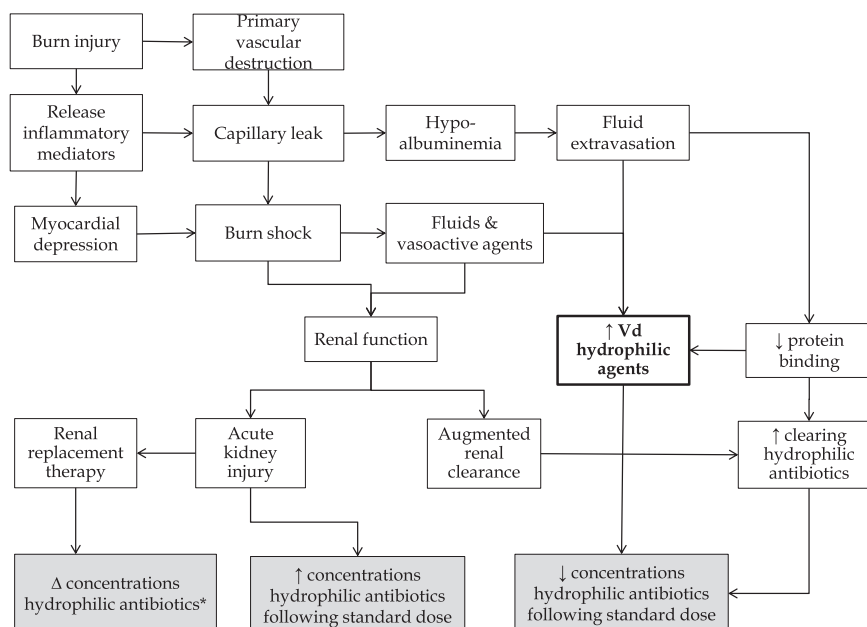 Burn injury
Primary
vascular
destruction
Release
inflammatory
mediators
Capillary leak
Hypo-
albuminemia
Fluid
extravasation
Myocardial
depression
Burn shock
Fluids &
vasoactive agents
Renal function
↑ Vd
hydrophilic
agents
↓ protein
binding
Renal
replacement
therapy
Acute
kidney
injury
Augmented
renal
clearance
↑ clearing
hydrophilic
antibiotics
Δ concentrations
hydrophilic antibiotics*
↑ concentrations
hydrophilic antibiotics
following standard dose
↓ concentrations
hydrophilic antibiotics
following standard dose